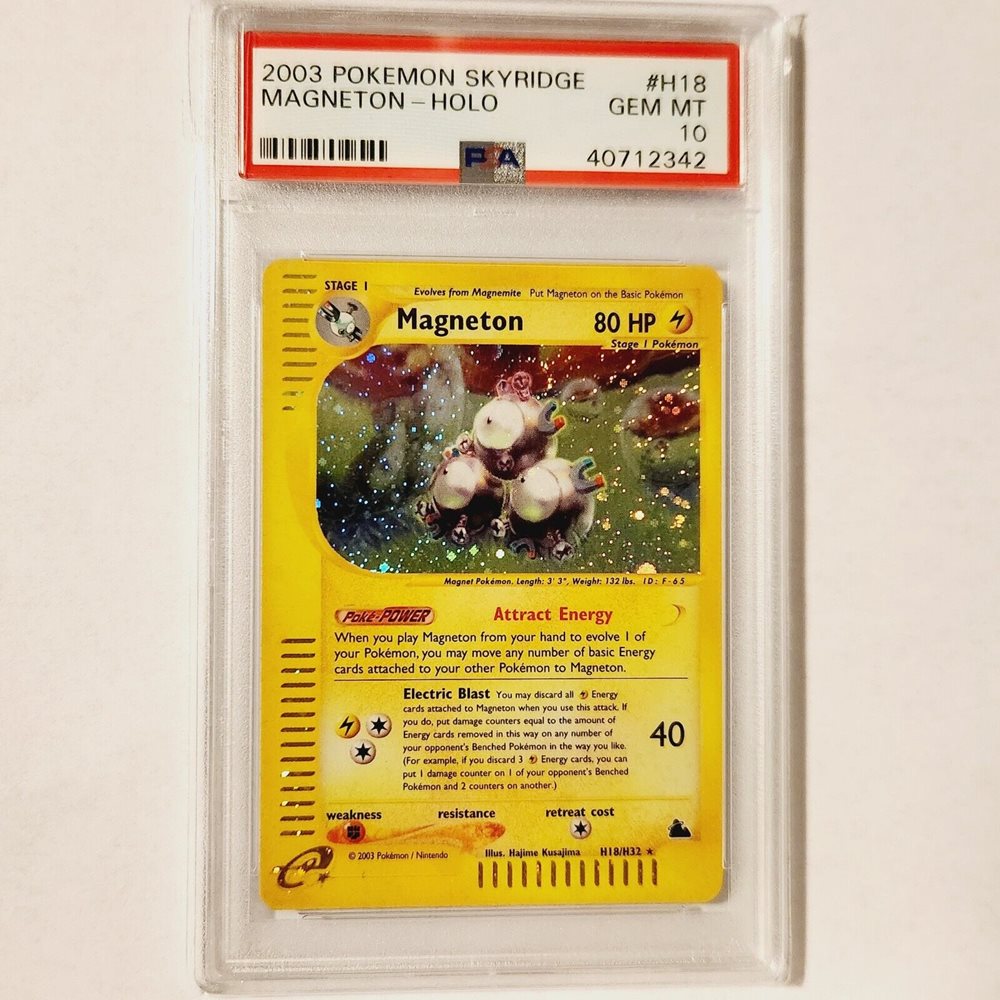 2003 POKEMON SKYRIDGE #H18
MAGNETON - HOLO GEM MT
10
PSA 40712342
STAGE 1 Evolves from Magnemite Put Magneton on the Basic Pokémon
Magneton 80 HP
Stage 1 Pokémon
Magnet Pokémon. Length: 3' 3", Weight: 132 lbs. ID: F-65
Poké-POWER Attract Energy
When you play Magneton from your hand to evolve 1 of
your Pokémon, you may move any number of basic Energy
cards attached to your other Pokémon to Magneton.
Electric Blast You may discard all Energy
cards attached to Magneton when you use this attack. If
you do, put damage counters equal to the amount of
Energy cards removed in this way on any number of
your opponent's Benched Pokémon in the way you like.
(For example, if you discard 3 Energy cards, you can
put 1 damage counter on 1 of your opponent's Benched
Pokémon and 2 counters on another.)
40
weakness resistance retreat cost
© 2003 Pokémon / Nintendo Illus. Hajime Kusajima H18/H32 ★
e